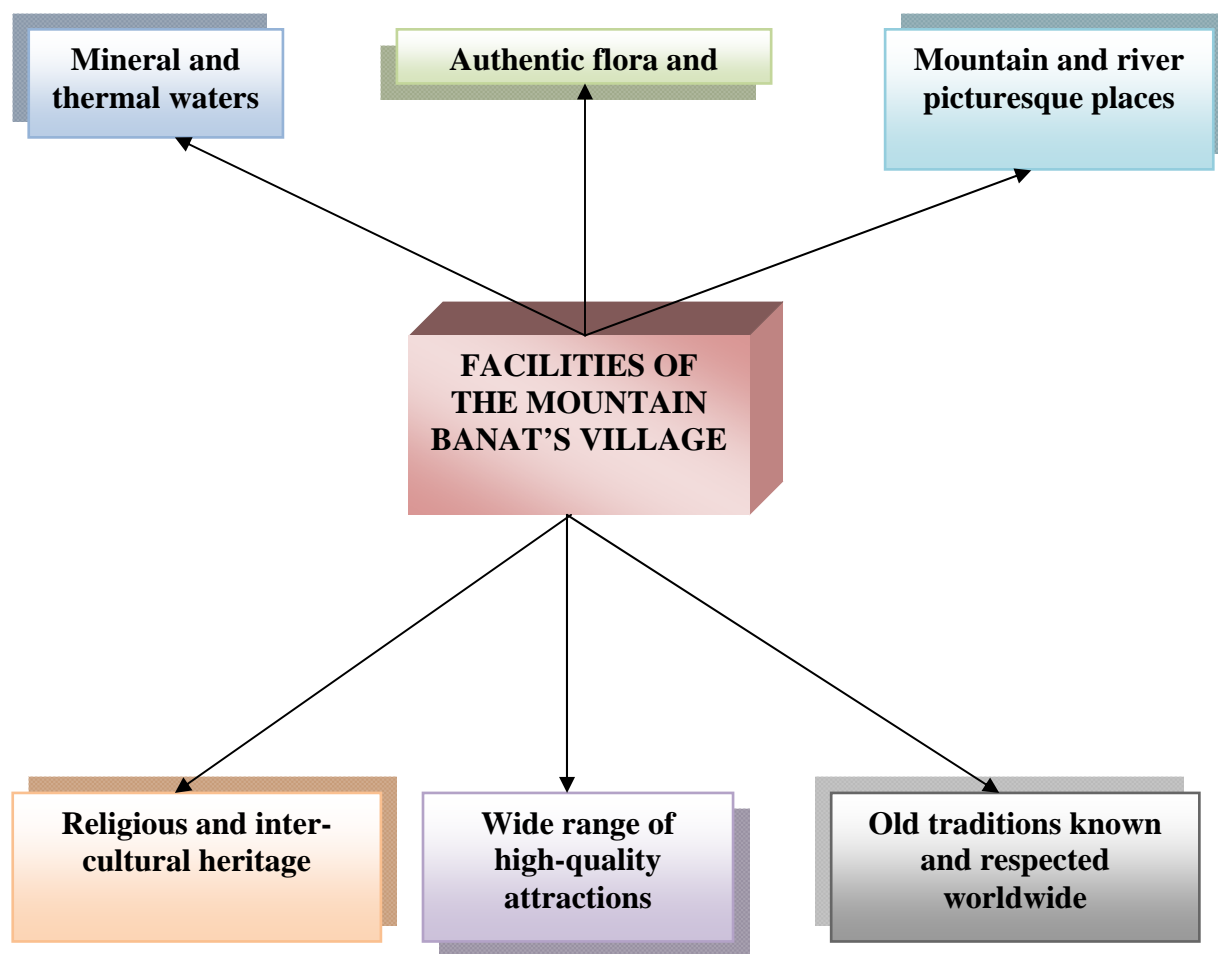 Mineral and
thermal waters
Authentic flora and
Mountain and river
picturesque places
FACILITIES OF
THE MOUNTAIN
BANAT’S VILLAGE
Religious and inter-
cultural heritage
Wide range of
high-quality
attractions
Old traditions known
and respected
worldwide